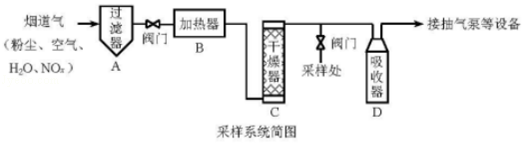 烟道气
(粉尘、空气、
H₂O、NOₓ)
过滤器
A
阀门
加热器
B
干燥器
C
阀门
采样处
吸收器
D
接抽气泵等设备
采样系统简图